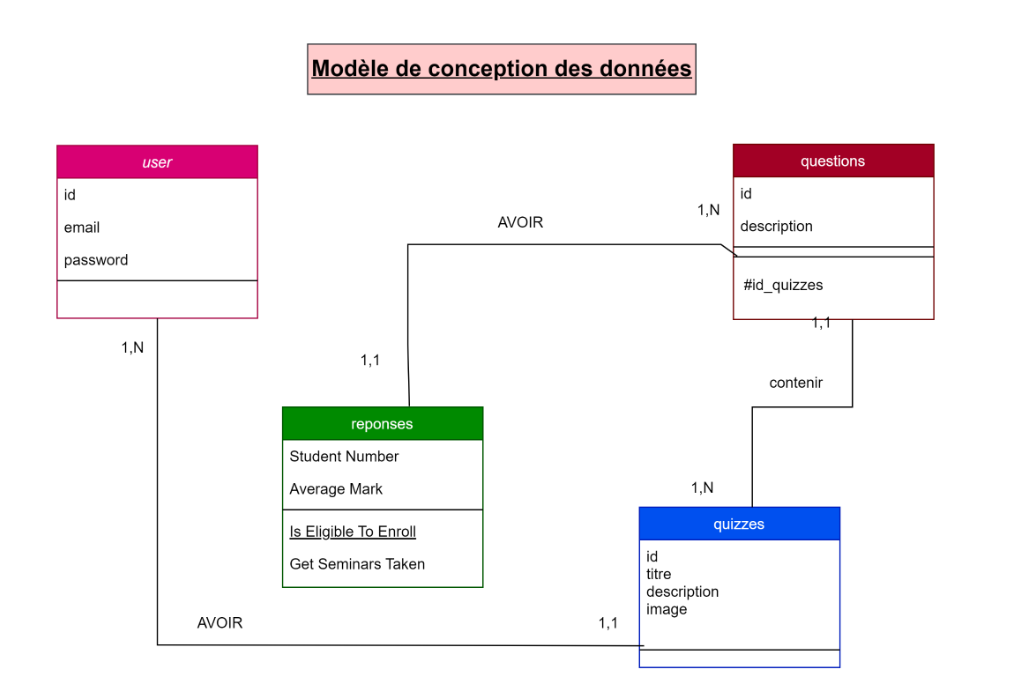 Modèle de conception des données
user
id
email
password
questions
id
description
#id_quizzes
AVOIR
1,N
1,1
1,N
1,1
contenir
reponses
Student Number
Average Mark
Is Eligible To Enroll
Get Seminars Taken
1,N
quizzes
id
titre
description
image
AVOIR
1,1